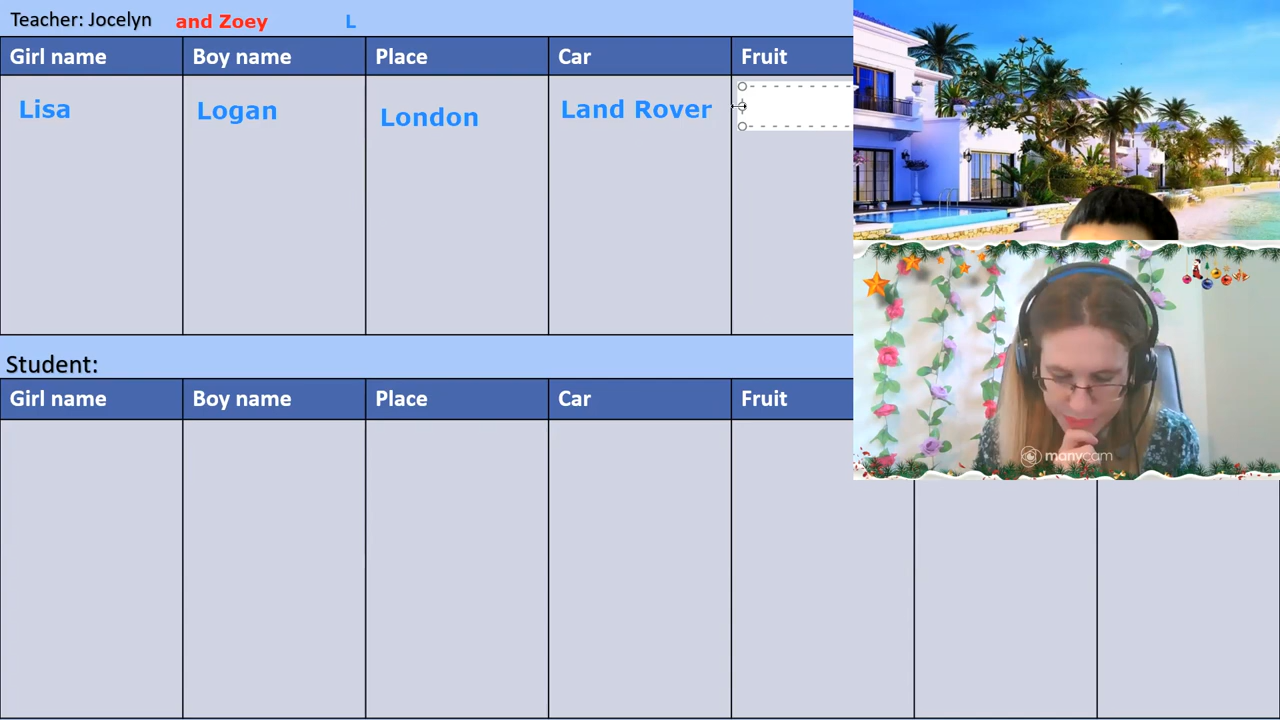 Teacher: Jocelyn and Zoey L
Girl name Boy name Place Car Fruit
Lisa Logan London Land Rover
Student:
Girl name Boy name Place Car Fruit
manycam